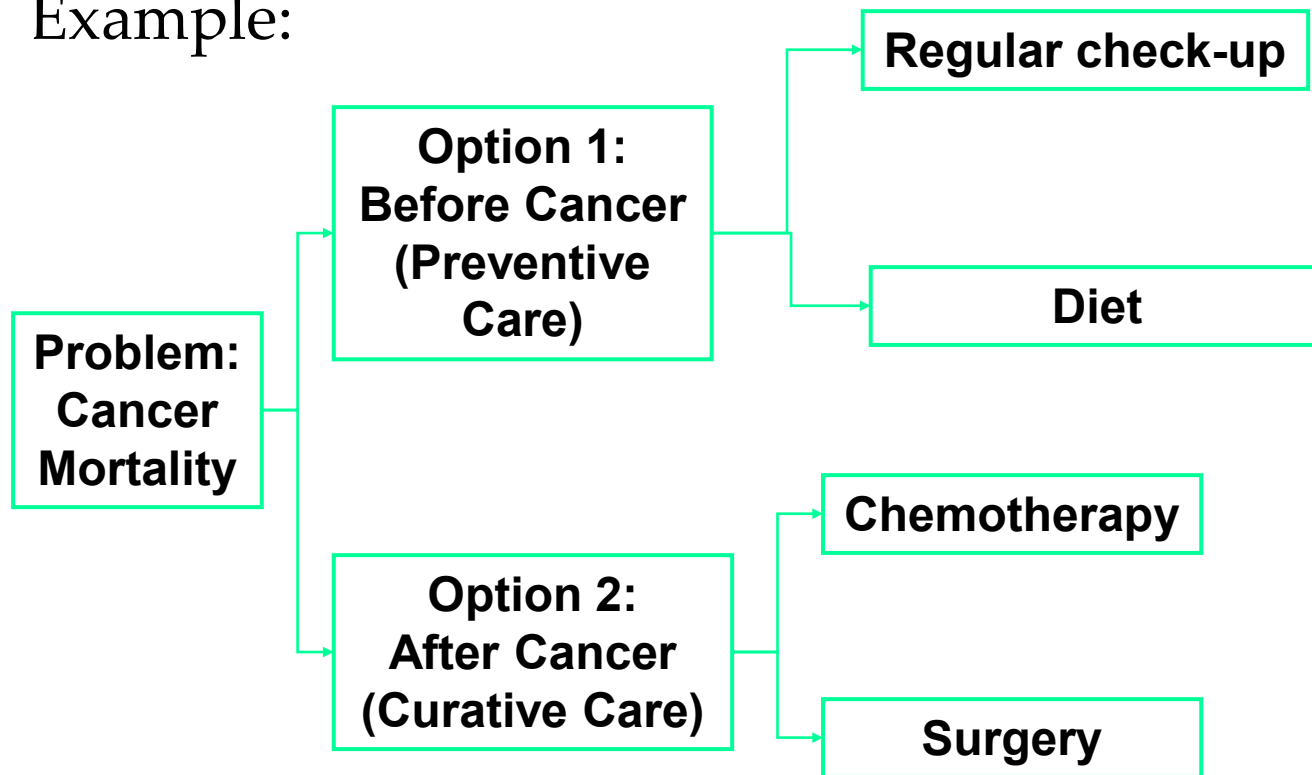 Example:
Regular check-up
Option 1:
Before Cancer
(Preventive
Care)
Diet
Problem:
Cancer
Mortality
Chemotherapy
Option 2:
After Cancer
(Curative Care)
Surgery